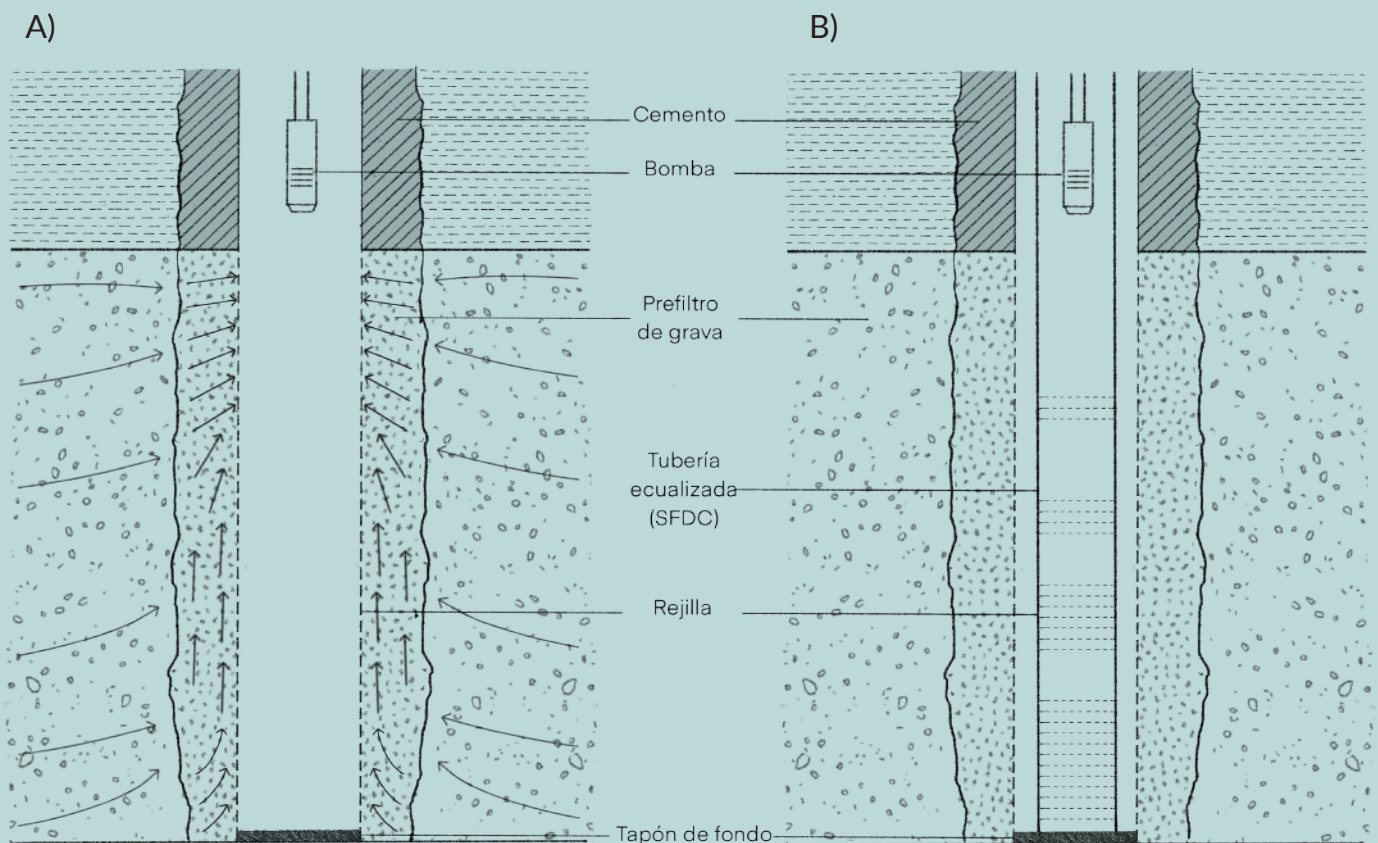 A)
B)
Cemento
Bomba
Prefiltro
de grava
Tubería
ecualizada
(SFDC)
Rejilla
Tapón de fondo